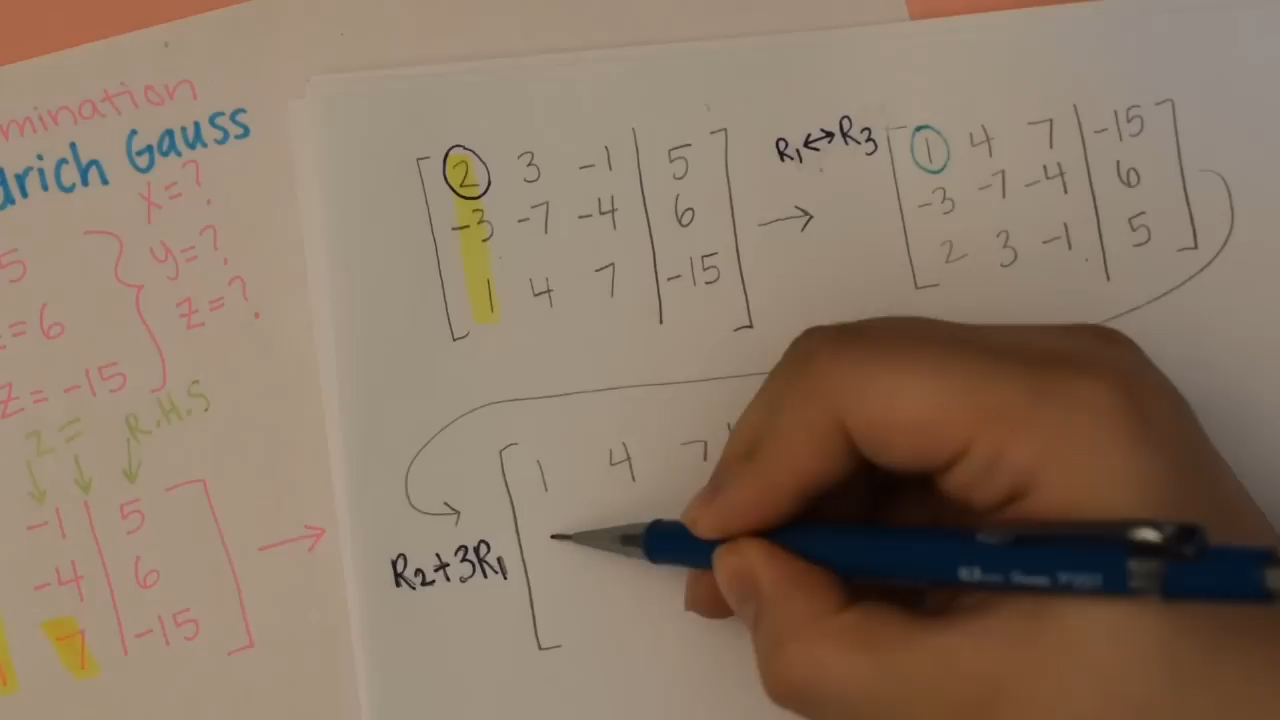 mination
drich Gauss
x=?
5
y=?
z=6
z=?
z=-15
z=
R.H.S
-1 5
-4 6
7 -15
2 3 -1 5
-3 -7 -4 6
1 4 7 -15
R1↔R3
1 4 7 -15
-3 -7 -4 6
2 3 -1 5
1 4 7
R2+3R1